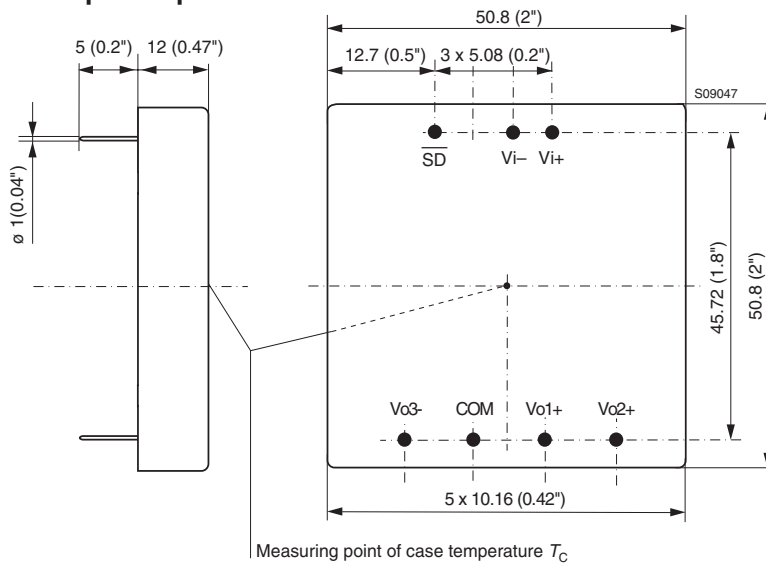 50.8 (2")
5 (0.2") 12 (0.47")
12.7 (0.5") 3 x 5.08 (0.2")
S09047
SD Vi– Vi+
ø 1(0.04")
45.72 (1.8")
50.8 (2")
Vo3- COM Vo1+ Vo2+
5 x 10.16 (0.42")
Measuring point of case temperature TC